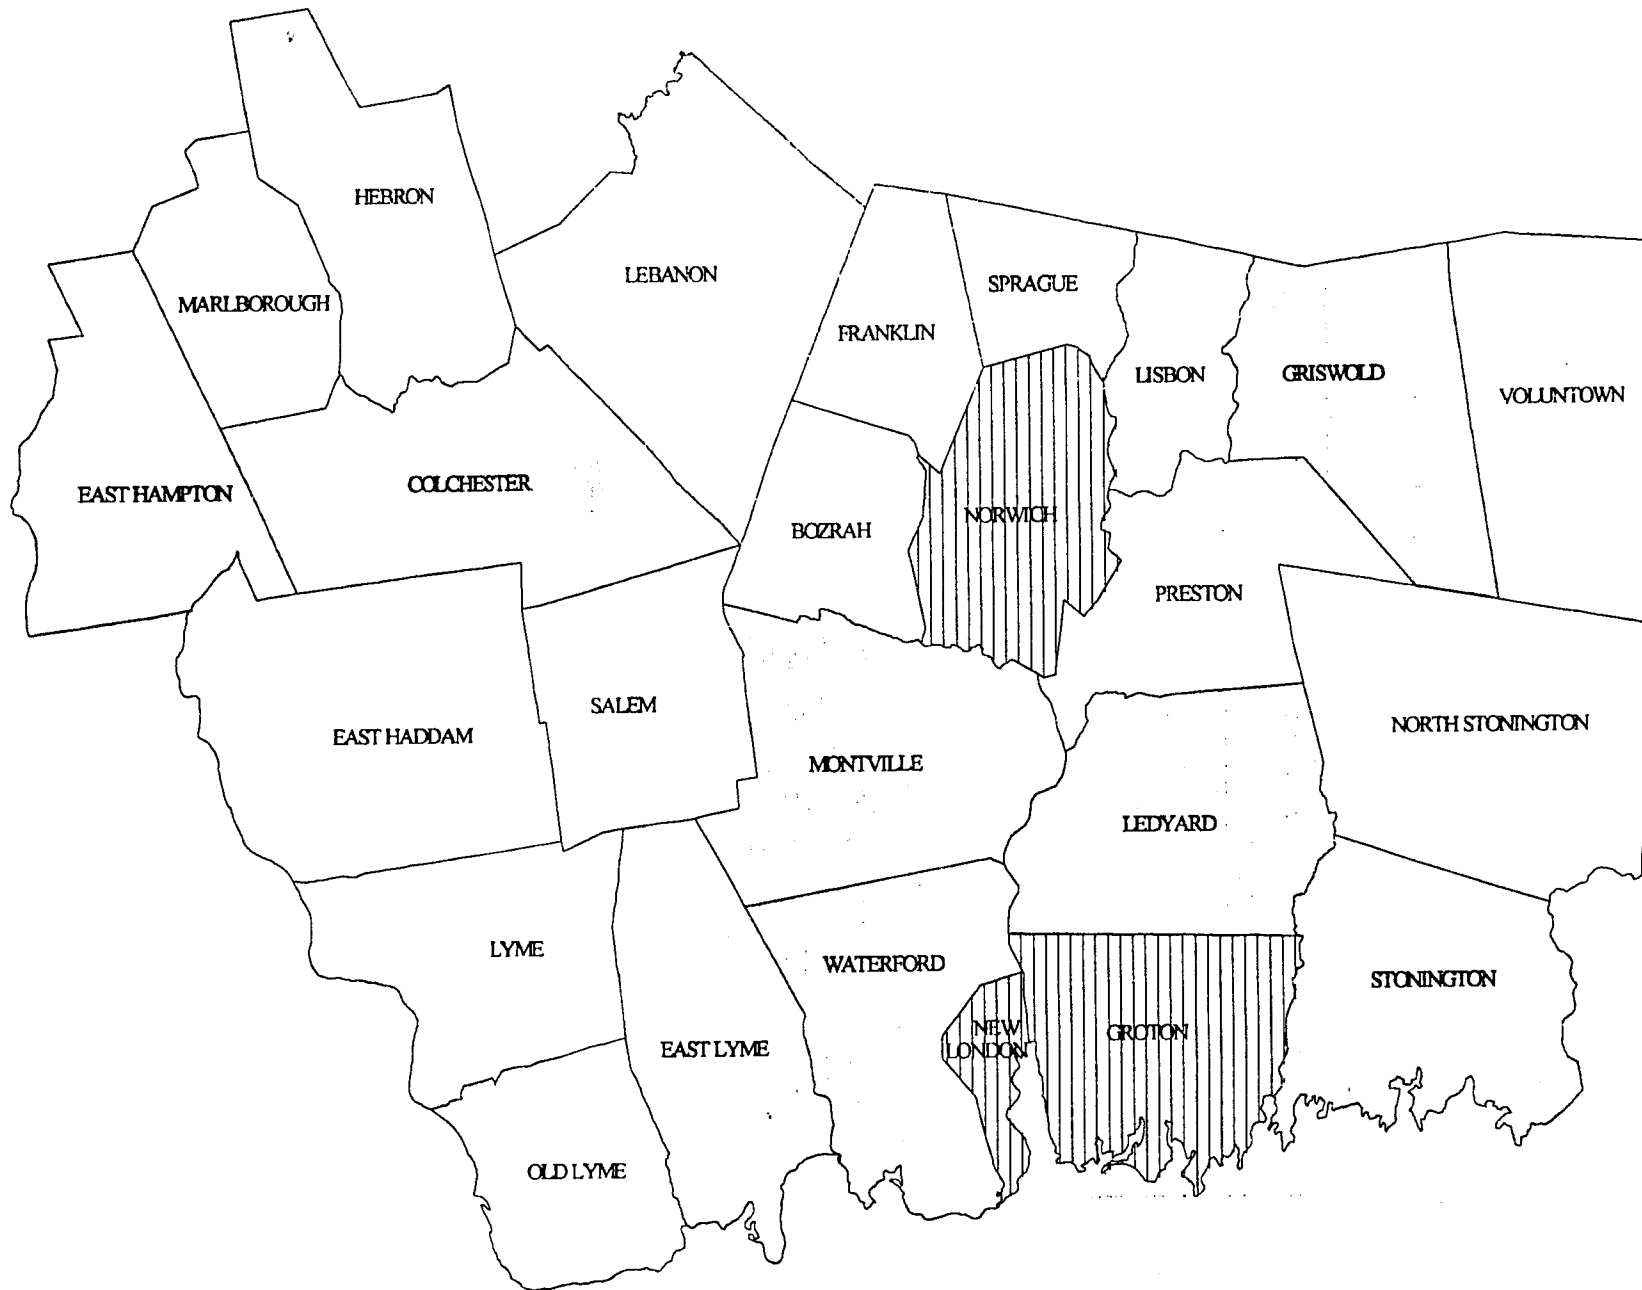 HEBRON
LEBANON
SPRAGUE
MARLBOROUGH
FRANKLIN
LISBON
GRISWOLD
VOLUNTOWN
EAST HAMPTON
COLCHESTER
NORWICH
BOZRAH
PRESTON
SALEM
EAST HADDAM
NORTH STONINGTON
MONTVILLE
LEDYARD
LYME
WATERFORD
STONINGTON
NEW
LONDON
GROTON
EAST LYME
OLD LYME